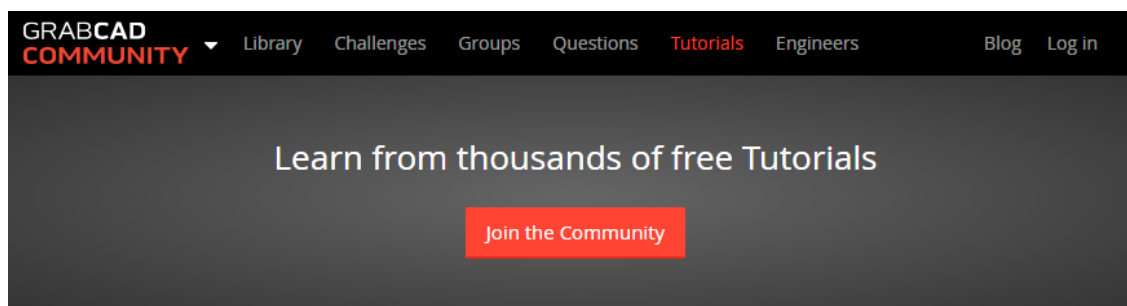 GRABCAD
COMMUNITY
Library Challenges Groups Questions Tutorials Engineers Blog Log in
Learn from thousands of free Tutorials
Join the Community